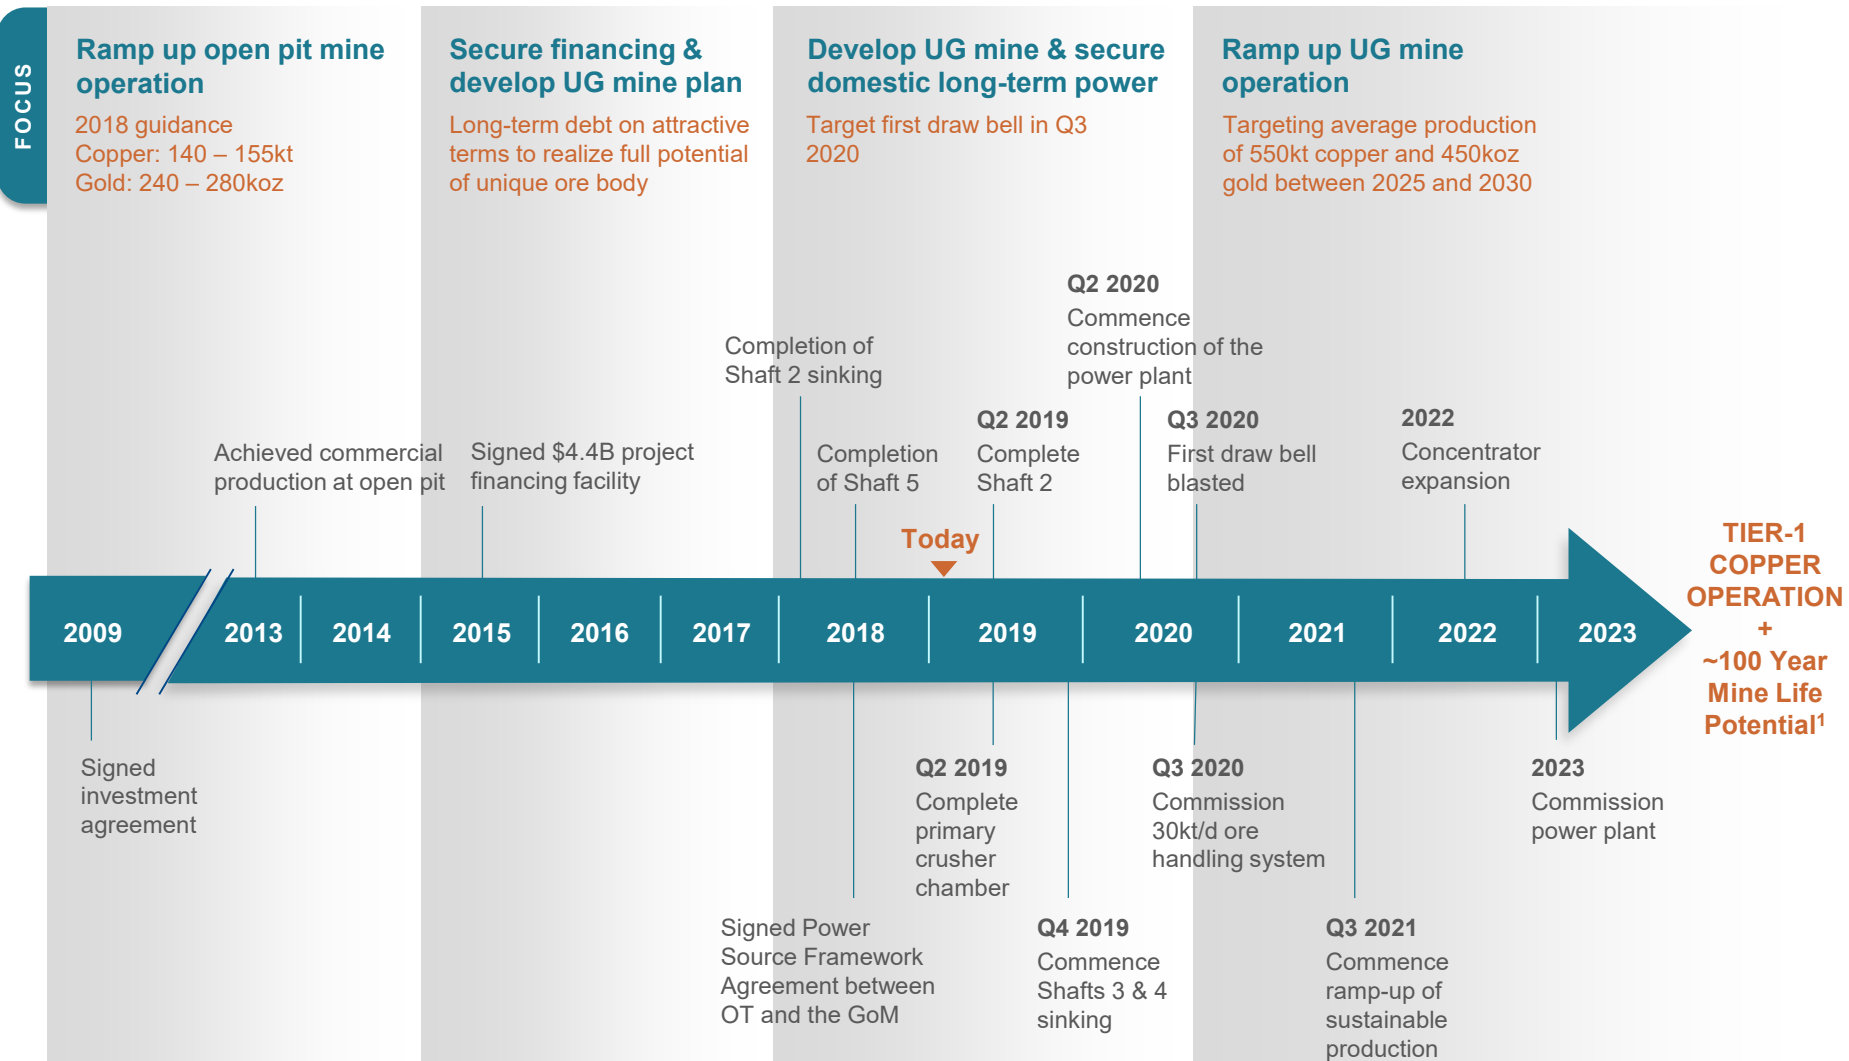 FOCUS
Ramp up open pit mine
operation
2018 guidance
Copper: 140 – 155kt
Gold: 240 – 280koz
Secure financing &
develop UG mine plan
Long-term debt on attractive
terms to realize full potential
of unique ore body
Develop UG mine & secure
domestic long-term power
Target first draw bell in Q3
2020
Ramp up UG mine
operation
Targeting average production
of 550kt copper and 450koz
gold between 2025 and 2030
Achieved commercial
production at open pit
Signed $4.4B project
financing facility
Completion of
Shaft 2 sinking
Completion
of Shaft 5
Today
Q2 2019
Complete
Shaft 2
Q2 2020
Commence
construction of the
power plant
Q3 2020
First draw bell
blasted
2022
Concentrator
expansion
2009
2013
2014
2015
2016
2017
2018
2019
2020
2021
2022
2023
TIER-1
COPPER
OPERATION
+
~100 Year
Mine Life
Potential¹
Signed
investment
agreement
Signed Power
Source Framework
Agreement between
OT and the GoM
Q2 2019
Complete
primary
crusher
chamber
Q4 2019
Commence
Shafts 3 & 4
sinking
Q3 2020
Commission
30kt/d ore
handling system
Q3 2021
Commence
ramp-up of
sustainable
production
2023
Commission
power plant